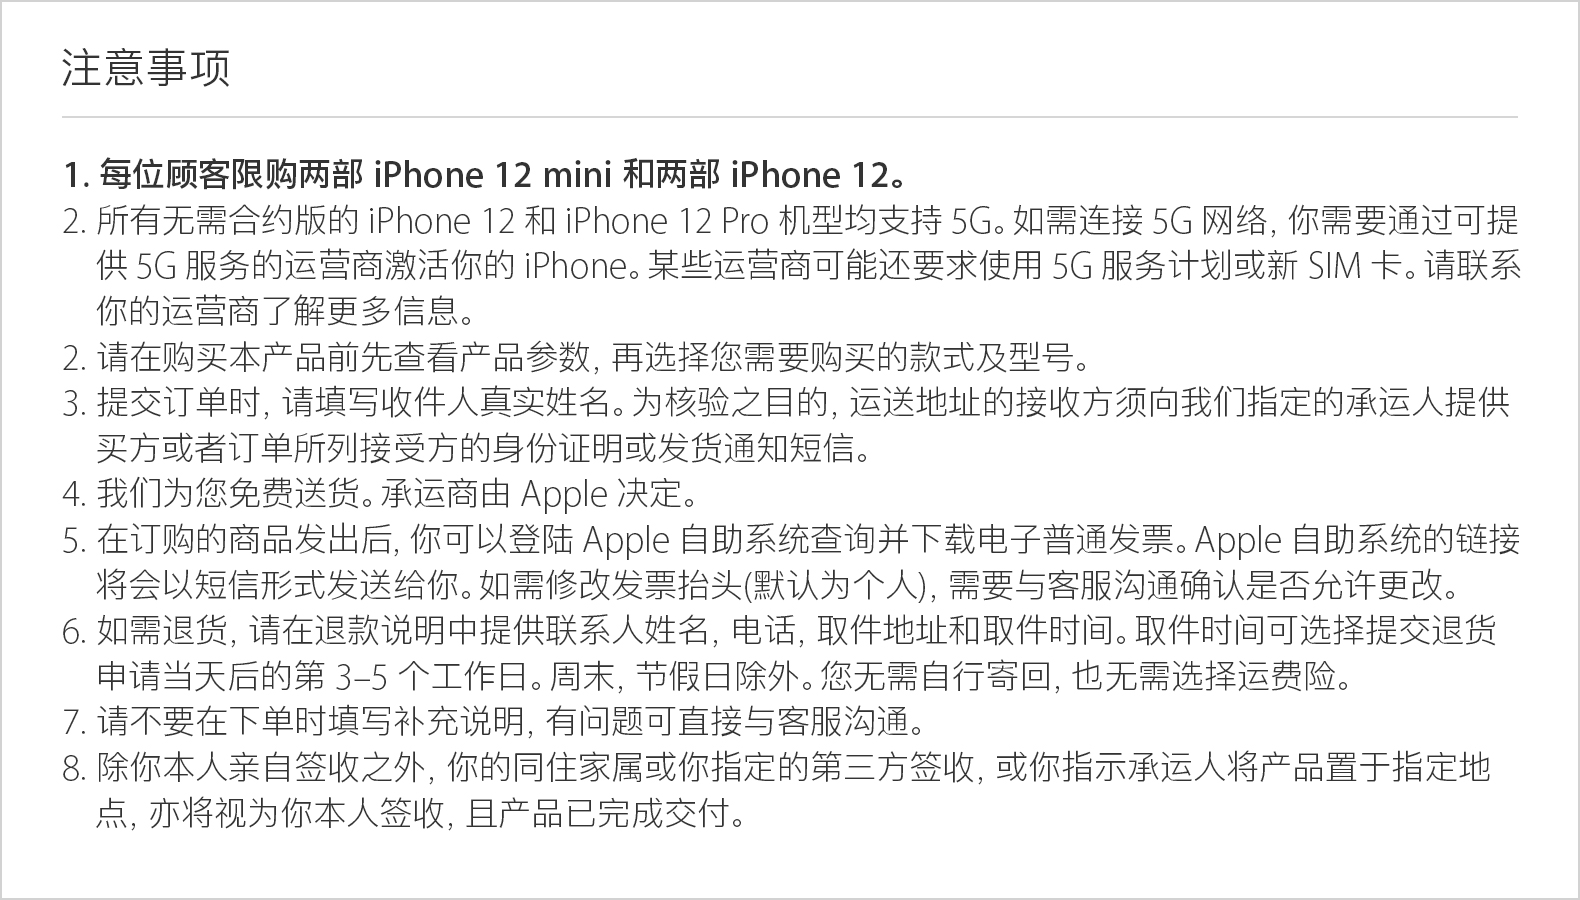 注意事项
1. 每位顾客限购两部 iPhone 12 mini 和两部 iPhone 12。
2. 所有无需合约版的 iPhone 12 和 iPhone 12 Pro 机型均支持 5G。如需连接 5G 网络, 你需要通过可提
供 5G 服务的运营商激活你的 iPhone。某些运营商可能还要求使用 5G 服务计划或新 SIM 卡。请联系
你的运营商了解更多信息。
2. 请在购买本产品前先查看产品参数, 再选择您需要购买的款式及型号。
3. 提交订单时, 请填写收件人真实姓名。为核验之目的, 运送地址的接收方须向我们指定的承运人提供
买方或者订单所列接受方的身份证明或发货通知短信。
4. 我们为您免费送货。承运商由 Apple 决定。
5. 在订购的商品发出后, 你可以登陆 Apple 自助系统查询并下载电子普通发票。Apple 自助系统的链接
将会以短信形式发送给你。如需修改发票抬头(默认为个人), 需要与客服沟通确认是否允许更改。
6. 如需退货, 请在退款说明中提供联系人姓名, 电话, 取件地址和取件时间。取件时间可选择提交退货
申请当天后的第 3–5 个工作日。周末, 节假日除外。您无需自行寄回, 也无需选择运费险。
7. 请不要在下单时填写补充说明, 有问题可直接与客服沟通。
8. 除你本人亲自签收之外, 你的同住家属或你指定的第三方签收, 或你指示承运人将产品置于指定地
点, 亦将视为你本人签收, 且产品已完成交付。